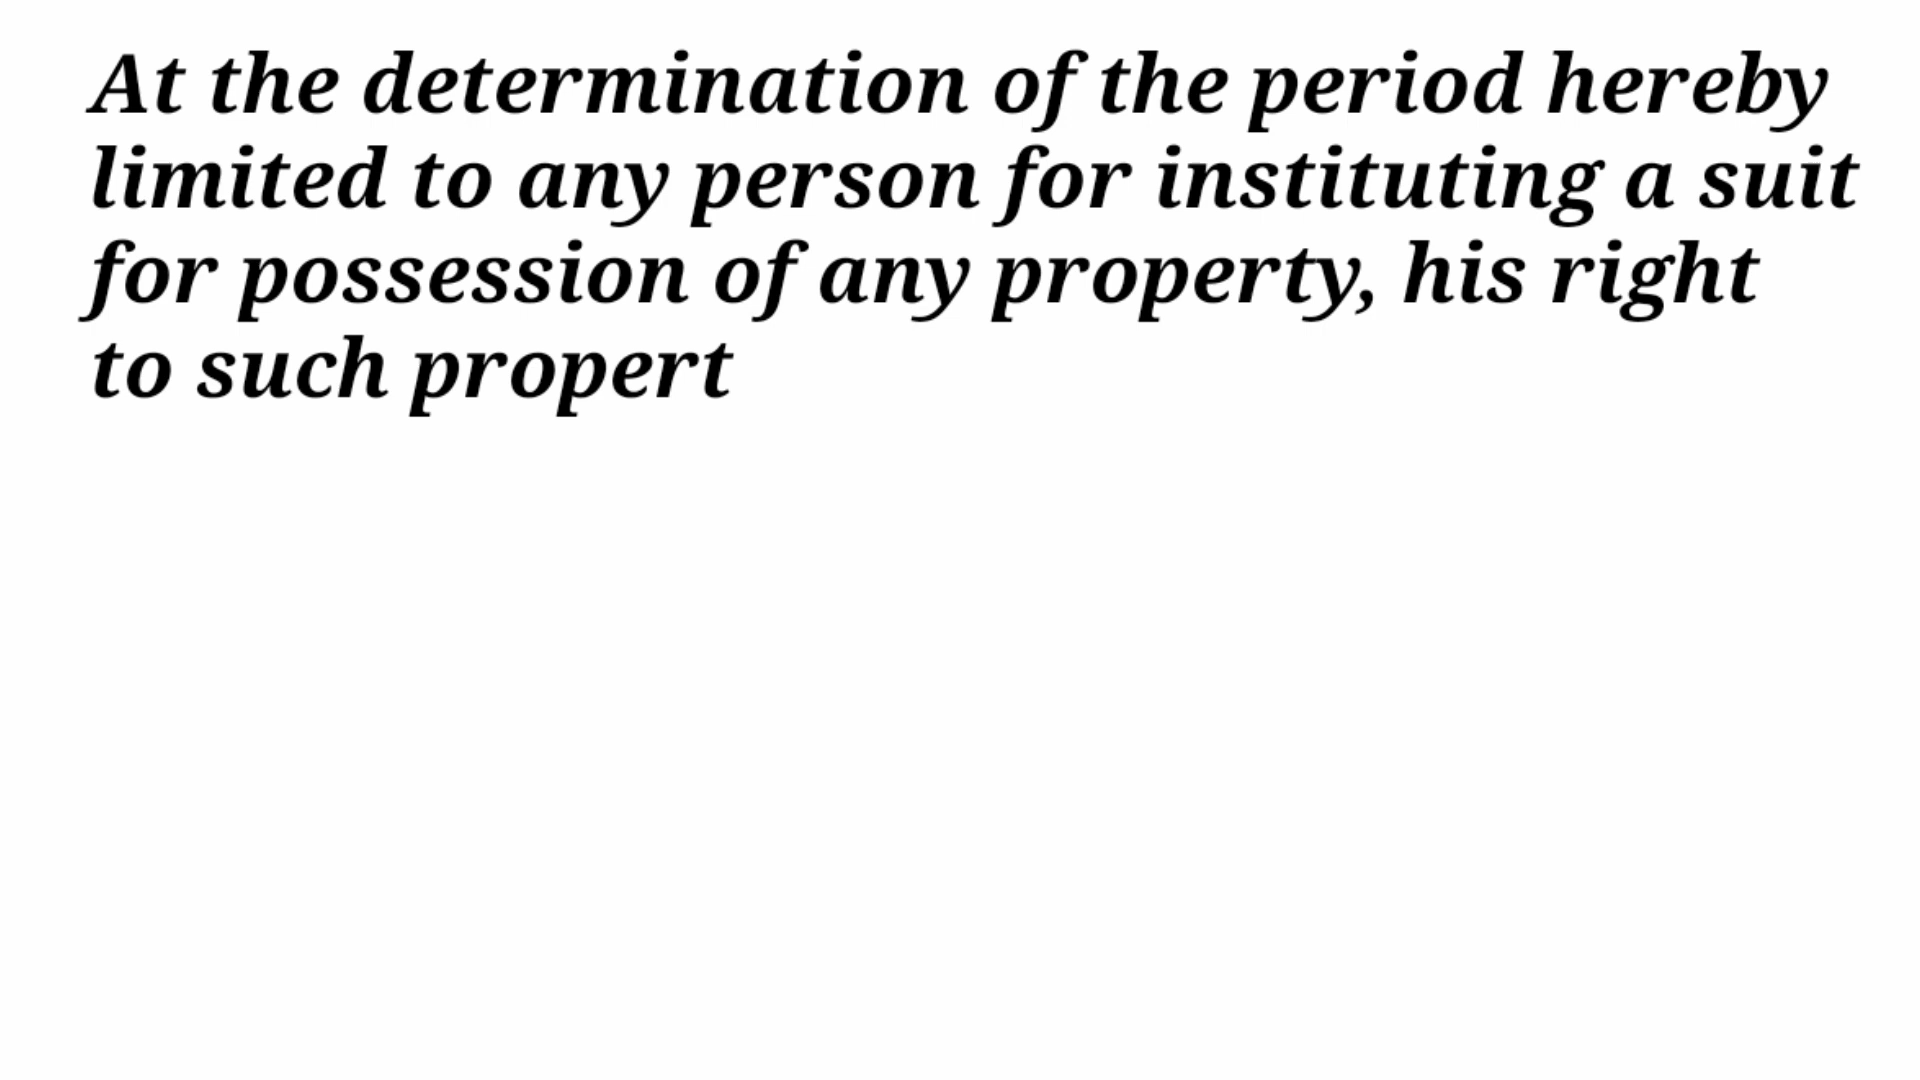 At the determination of the period hereby
limited to any person for instituting a suit
for possession of any property, his right
to such propert